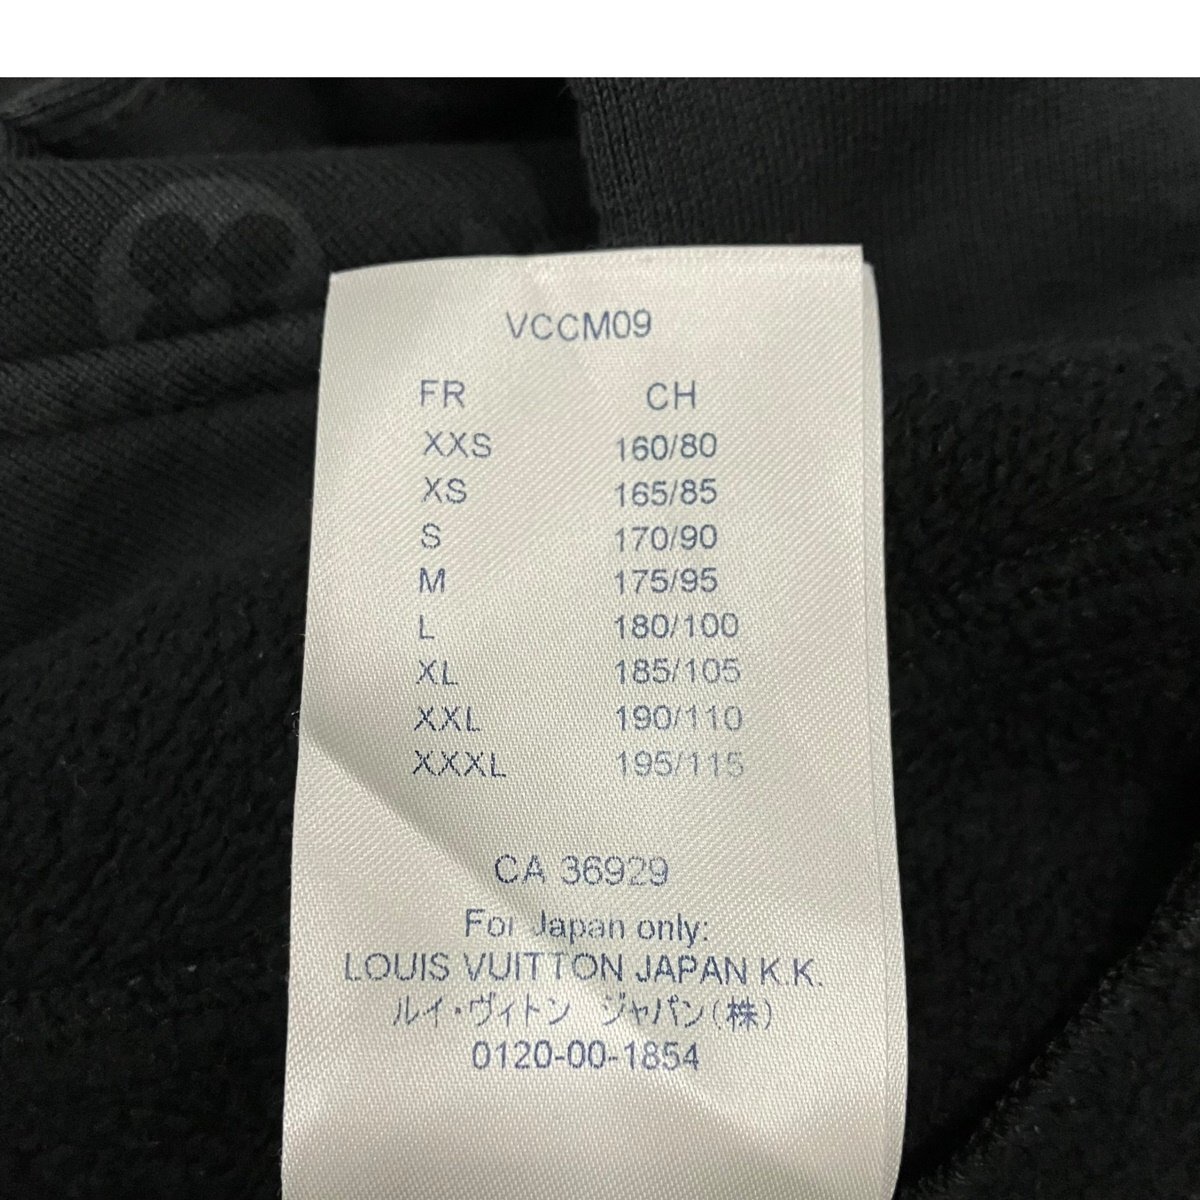 VCCM09
FR CH
XXS 160/80
XS 165/85
S 170/90
M 175/95
L 180/100
XL 185/105
XXL 190/110
XXXL 195/115
CA 36929
For Japan only:
LOUIS VUITTON JAPAN K.K.
ルイ・ヴィトン ジャパン(株)
0120-00-1854